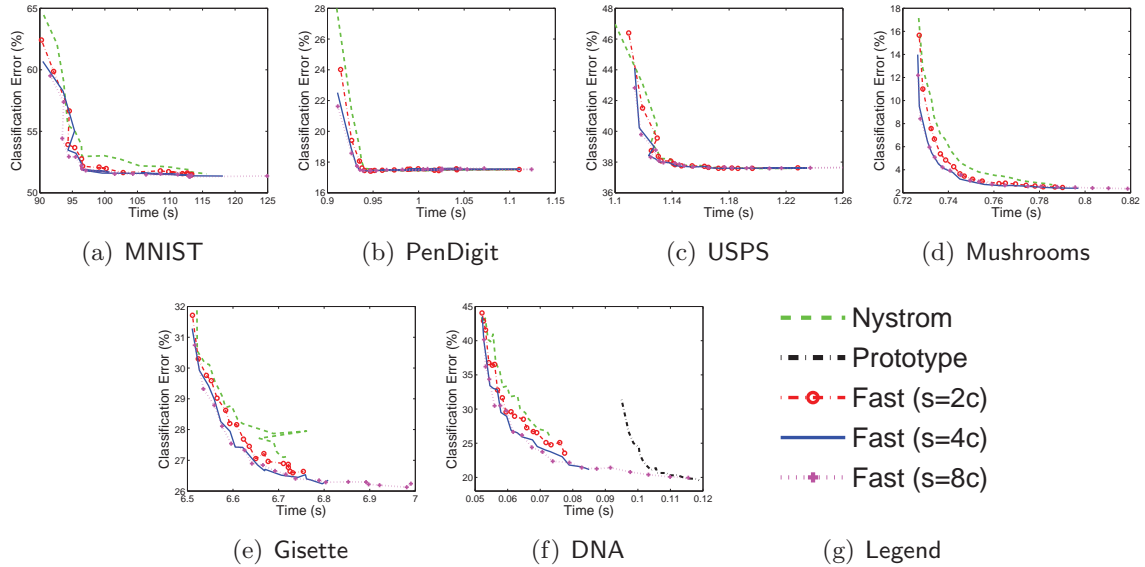 Classification Error (%)
65
60
55
50
90 95 100 105 110 115 120 125
Time (s)
(a) MNIST
Classification Error (%)
28
26
24
22
20
18
16
0.9 0.95 1 1.05 1.1 1.15
Time (s)
(b) PenDigit
Classification Error (%)
48
46
44
42
40
38
36
1.1 1.14 1.18 1.22 1.26
Time (s)
(c) USPS
Classification Error (%)
18
16
14
12
10
8
6
4
2
0.72 0.74 0.76 0.78 0.8 0.82
Time (s)
(d) Mushrooms
Classification Error (%)
32
31
30
29
28
27
26
6.5 6.6 6.7 6.8 6.9 7
Time (s)
(e) Gisette
Classification Error (%)
45
40
35
30
25
20
0.05 0.06 0.07 0.08 0.09 0.1 0.11 0.12
Time (s)
(f) DNA
Nystrom
Prototype
Fast (s=2c)
Fast (s=4c)
Fast (s=8c)
(g) Legend